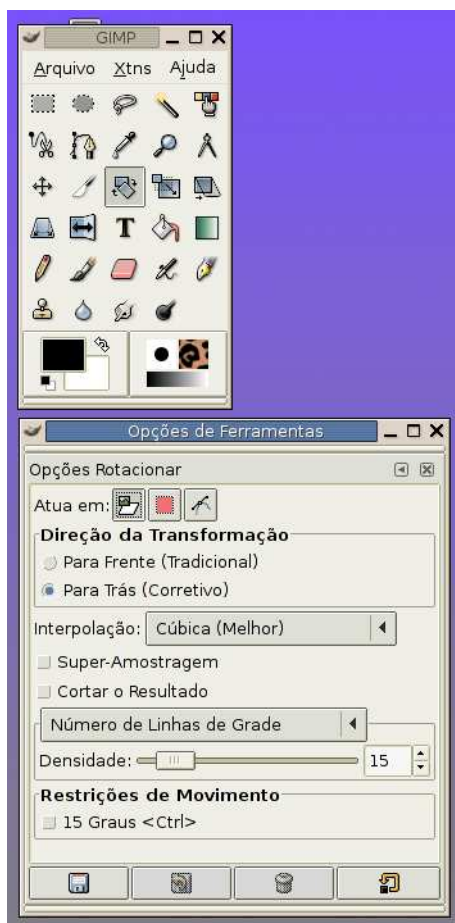 GIMP
Arquivo Xtns Ajuda
T
Opções de Ferramentas
Opções Rotacionar
Atua em:
Direção da Transformação
Para Frente (Tradicional)
Para Trás (Corretivo)
Interpolação: Cúbica (Melhor)
Super-Amostragem
Cortar o Resultado
Número de Linhas de Grade
Densidade: 15
Restrições de Movimento
15 Graus <Ctrl>